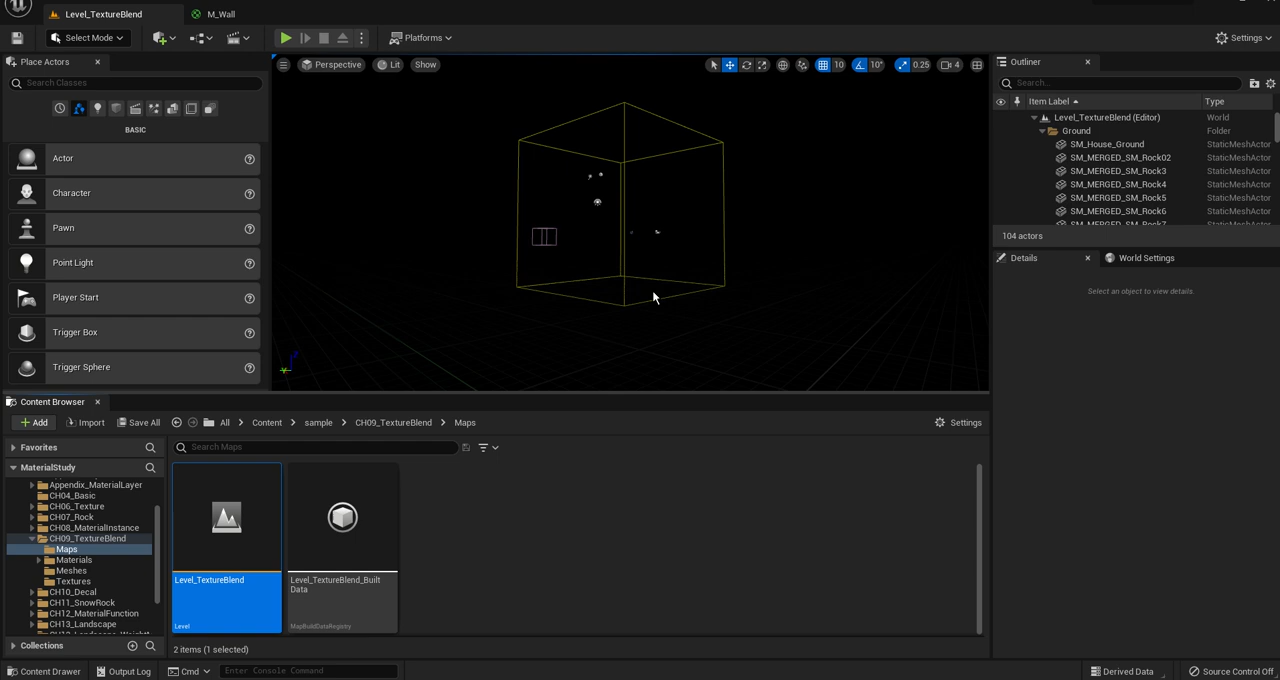 Level_TextureBlend
M_Wall
Select Mode
Platforms
Settings
Place Actors
Search Classes
BASIC
Actor
Character
Pawn
Point Light
Player Start
Trigger Box
Trigger Sphere
Perspective
Lit
Show
10
10°
0.25
4
Outliner
Search...
Item Label
Type
Level_TextureBlend (Editor)
World
Ground
Folder
SM_House_Ground
StaticMeshActor
SM_MERGED_SM_Rock02
StaticMeshActor
SM_MERGED_SM_Rock3
StaticMeshActor
SM_MERGED_SM_Rock4
StaticMeshActor
SM_MERGED_SM_Rock5
StaticMeshActor
SM_MERGED_SM_Rock6
StaticMeshActor
SM_MERGED_SM_Rock7
StaticMeshActor
104 actors
Details
World Settings
Select an object to view details
Content Browser
Add
Import
Save All
All
Content
sample
CH09_TextureBlend
Maps
Settings
Favorites
MaterialStudy
Appendix_MaterialLayer
CH04_Basic
CH06_Texture
CH07_Rock
CH08_MaterialInstance
CH09_TextureBlend
Maps
Materials
Meshes
Textures
CH10_Decal
CH11_SnowRock
CH12_MaterialFunction
CH13_Landscape
Collections
Search Maps
Level_TextureBlend
Level
Level_TextureBlend_Built
Data
MapBuildDataRegistry
2 items (1 selected)
Content Drawer
Output Log
Cmd
Enter Console Command
Derived Data
Source Control Off